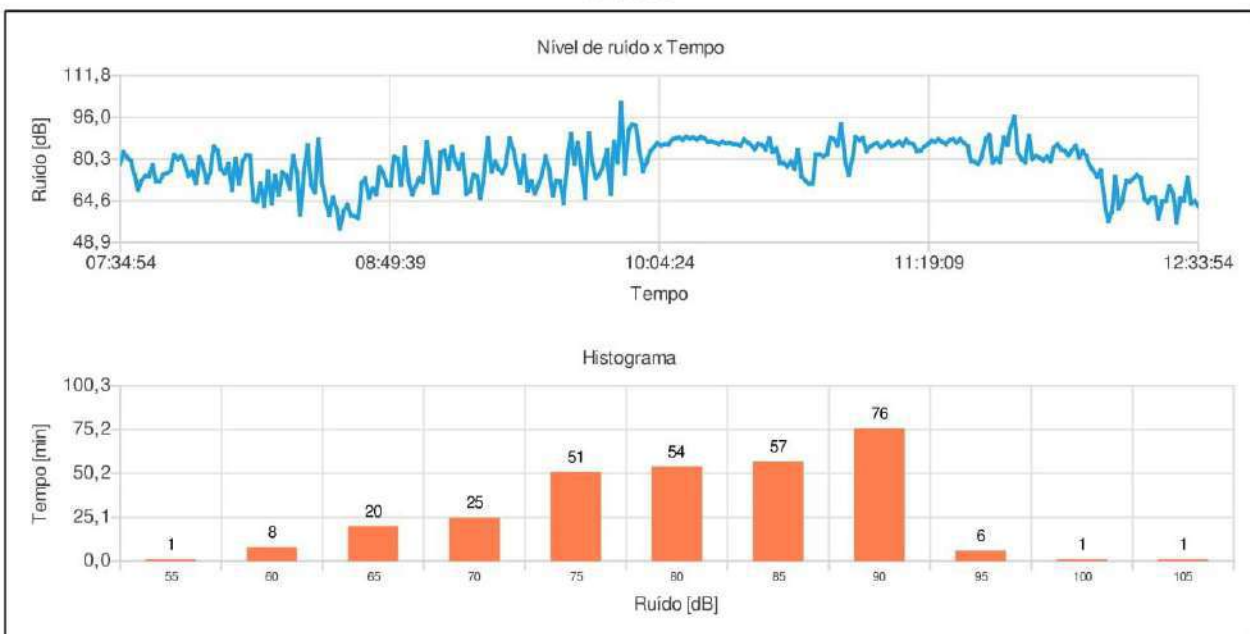 Nível de ruído x Tempo
111,8
96,0
80,3
64,6
48,9
Ruído [dB]
07:34:54 08:49:39 10:04:24 11:19:09 12:33:54
Tempo
Histograma
100,3
75,2
50,2
25,1
0,0
Tempo [min]
1 8 20 25 51 54 57 76 6 1 1
55 60 65 70 75 80 85 90 95 100 105
Ruído [dB]